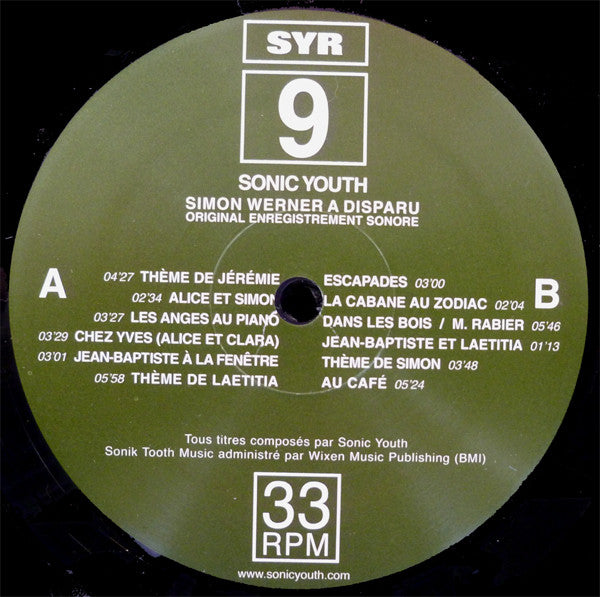 SYR
9
SONIC YOUTH
SIMON WERNER A DISPARU
ORIGINAL ENREGISTREMENT SONORE
A
04'27 THÈME DE JÉRÉMIE
02'34 ALICE ET SIMON
03'27 LES ANGES AU PIANO
03'29 CHEZ YVES (ALICE ET CLARA)
03'01 JEAN-BAPTISTE À LA FENÊTRE
05'58 THÈME DE LAETITIA
B
ESCAPADES 03'00
LA CABANE AU ZODIAC 02'04
DANS LES BOIS / M. RABIER 05'46
JEAN-BAPTISTE ET LAETITIA 01'13
THÈME DE SIMON 03'48
AU CAFÉ 05'24
Tous titres composés par Sonic Youth
Sonik Tooth Music administré par Wixen Music Publishing (BMI)
33
RPM
www.sonicyouth.com